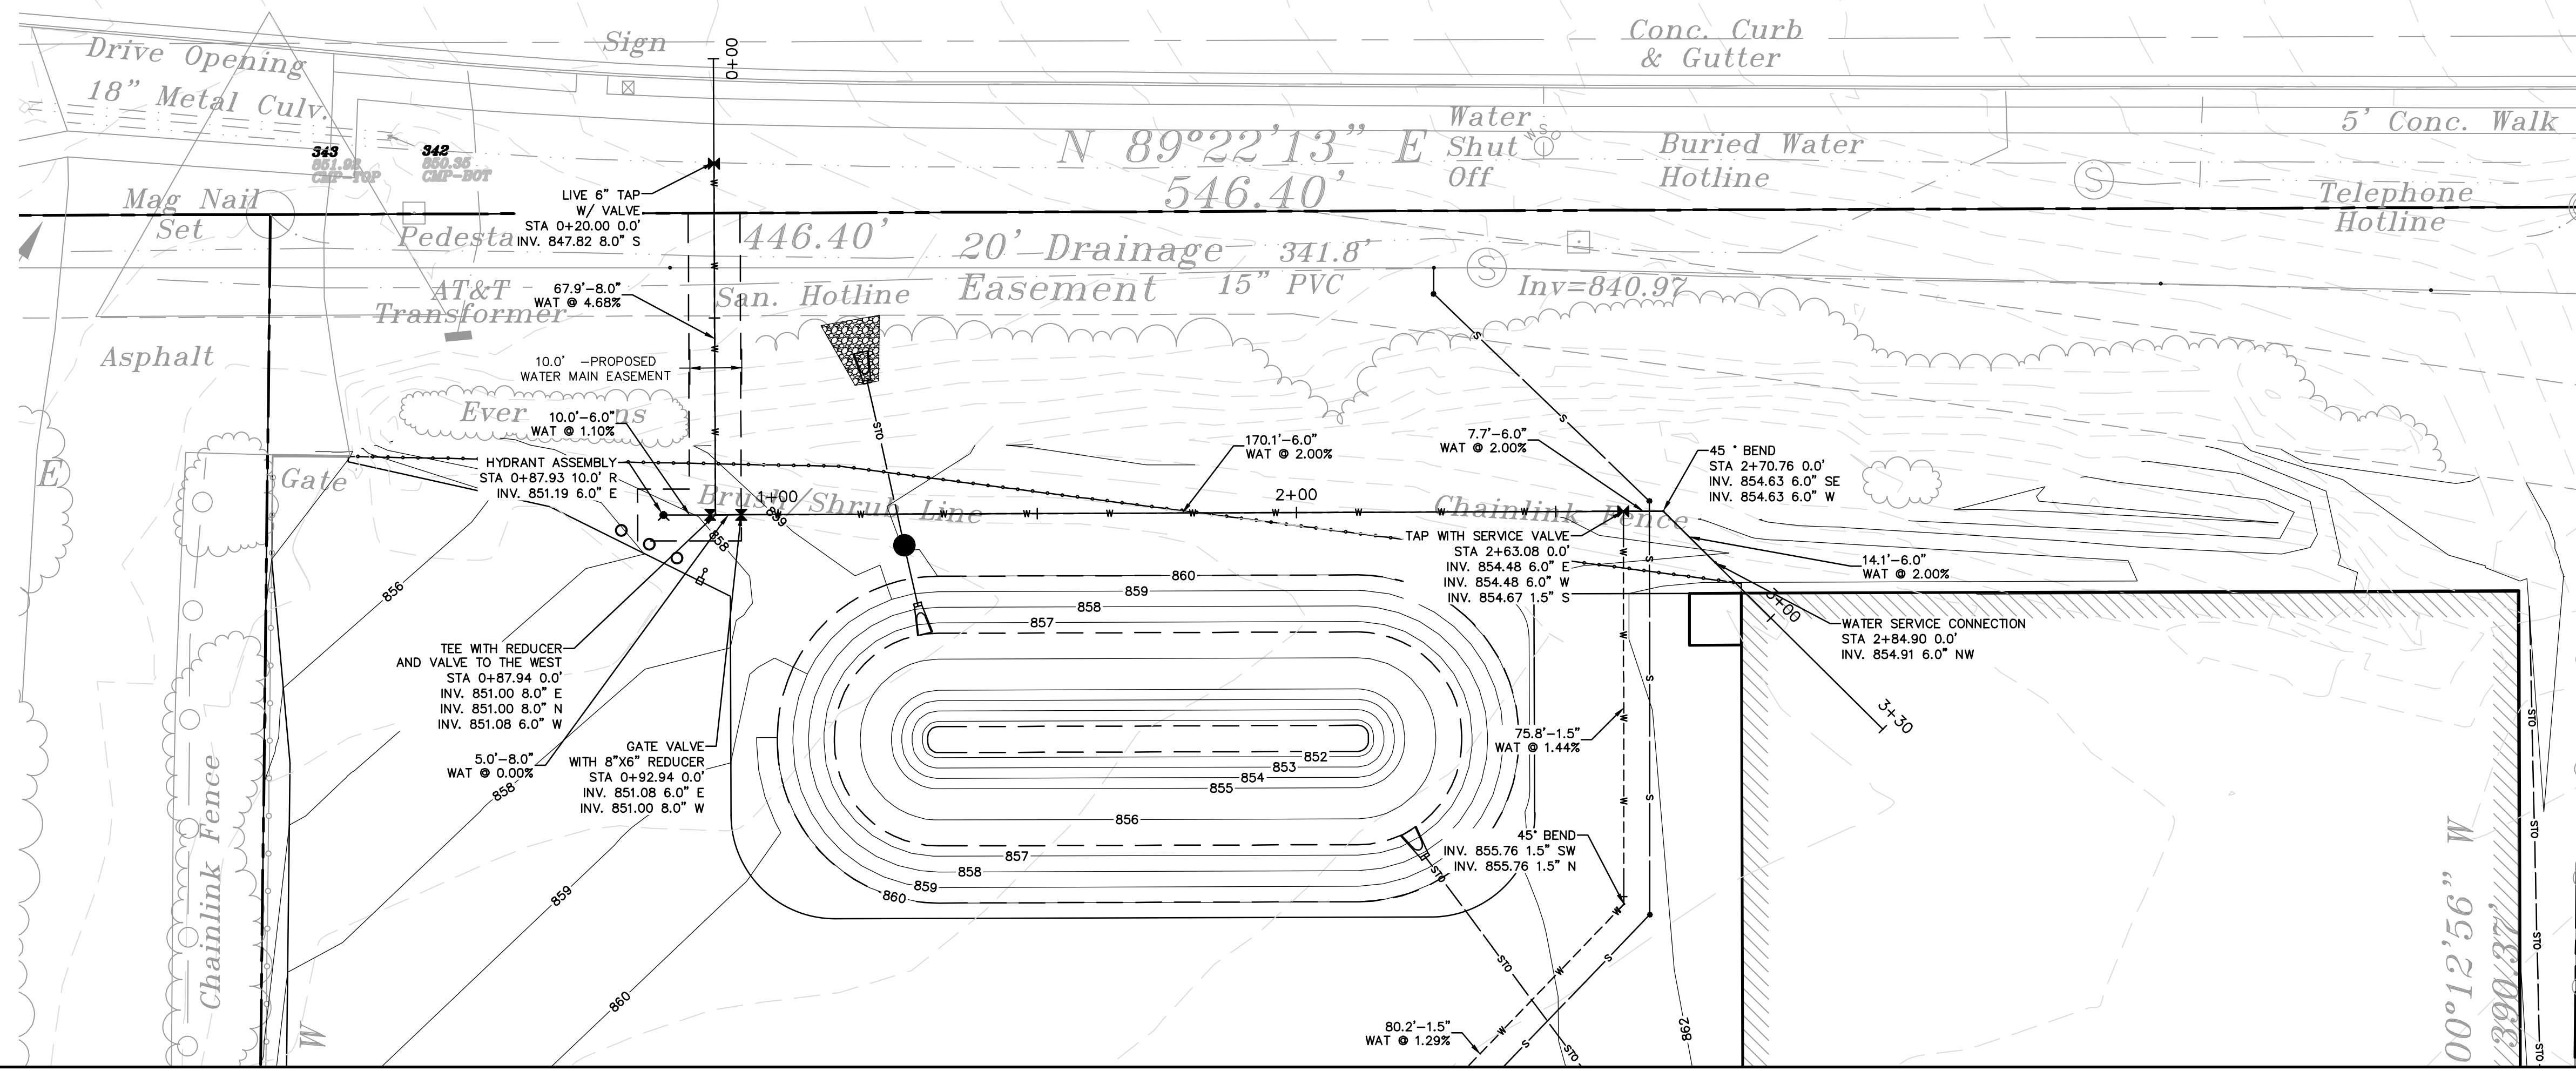 Drive Opening
18" Metal Culv.
Sign
0+00
Conc. Curb
& Gutter
343
851.98
CMP-TOP
342
850.35
CMP-BOT
N 89°22'13" E
546.40'
Water
Shut
Off
WSO
Buried Water
Hotline
5' Conc. Walk
S
Telephone
Hotline
Mag Nail
Set
Pedesta
LIVE 6" TAP
W/ VALVE
STA 0+20.00 0.0'
INV. 847.82 8.0" S
446.40'
20' Drainage
Easement
341.8'
15" PVC
S
Inv=840.97
67.9'-8.0"
WAT @ 4.68%
San. Hotline
AT&T
Transformer
Asphalt
10.0' -PROPOSED
WATER MAIN EASEMENT
Ever
ns
10.0'-6.0"
WAT @ 1.10%
STO
170.1'-6.0"
WAT @ 2.00%
7.7'-6.0"
WAT @ 2.00%
45 ° BEND
STA 2+70.76 0.0'
INV. 854.63 6.0" SE
INV. 854.63 6.0" W
E
Gate
HYDRANT ASSEMBLY
STA 0+87.93 10.0' R
INV. 851.19 6.0" E
Brush/Shrub Line
1+00
2+00
Chainlink Fence
859
858
TAP WITH SERVICE VALVE
STA 2+63.08 0.0'
INV. 854.48 6.0" E
INV. 854.48 6.0" W
INV. 854.67 1.5" S
14.1'-6.0"
WAT @ 2.00%
3+00
WATER SERVICE CONNECTION
STA 2+84.90 0.0'
INV. 854.91 6.0" NW
3+30
856
860
859
858
857
TEE WITH REDUCER
AND VALVE TO THE WEST
STA 0+87.94 0.0'
INV. 851.00 8.0" E
INV. 851.00 8.0" N
INV. 851.08 6.0" W
5.0'-8.0"
WAT @ 0.00%
GATE VALVE
WITH 8"X6" REDUCER
STA 0+92.94 0.0'
INV. 851.08 6.0" E
INV. 851.00 8.0" W
858
852
853
854
855
856
857
858
859
860
75.8'-1.5"
WAT @ 1.44%
45° BEND
INV. 855.76 1.5" SW
INV. 855.76 1.5" N
STO
STO
STO
80.2'-1.5"
WAT @ 1.29%
862
859
860
Chainlink Fence
W
00°12'56" W
390.37'
STO
STO
STO
STO